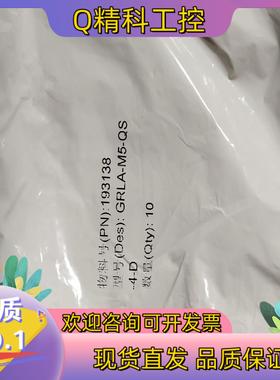 Q精科工控
物料号(PN):193138
型号(Des): GRLA-M5-QS
-4-D
数量(Qty): 10
质
O.1
欢迎咨询可开发票
现货直发 品质保证